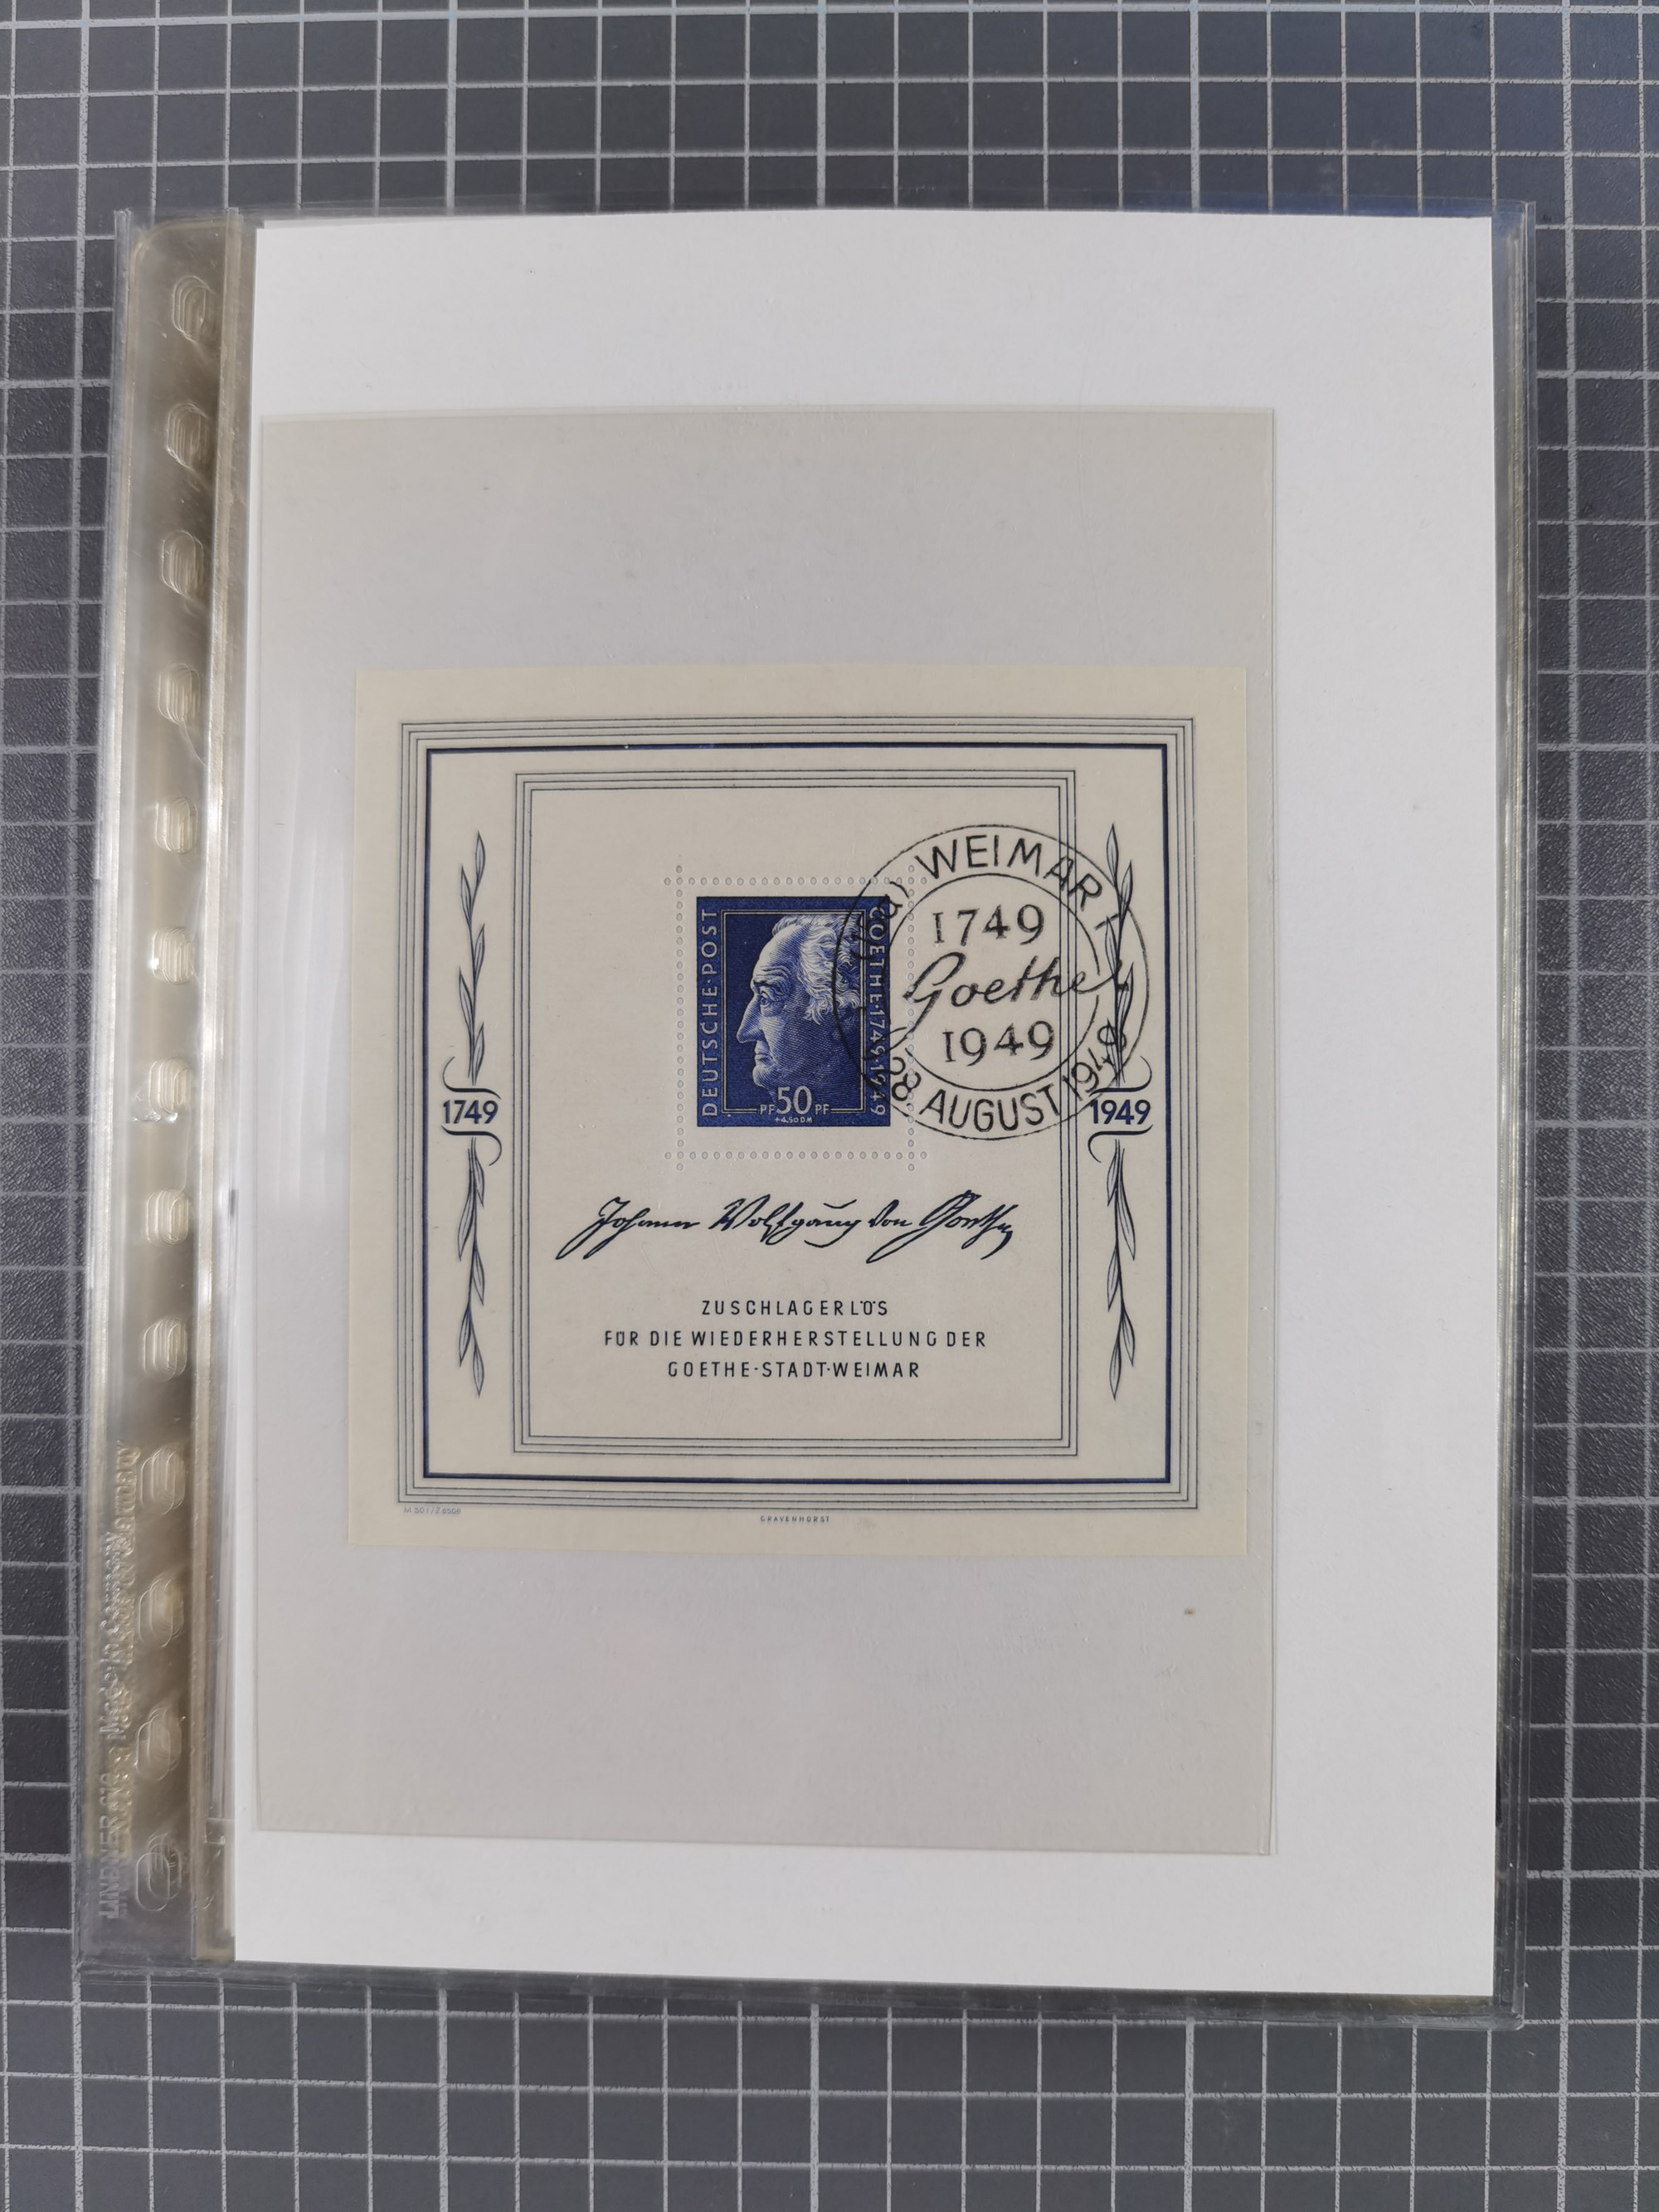 WEIMAR 1
1749
Goethe
1949
28. AUGUST 1949
DEUTSCHE·POST
GOETHE·1749·1949
PF 50 PF
+4.50 DM
1749
1949
Johann Wolfgang von Goethe
ZUSCHLAGERLÖS
FÜR DIE WIEDERHERSTELLUNG DER
GOETHE·STADT·WEIMAR
GRAVENHORST